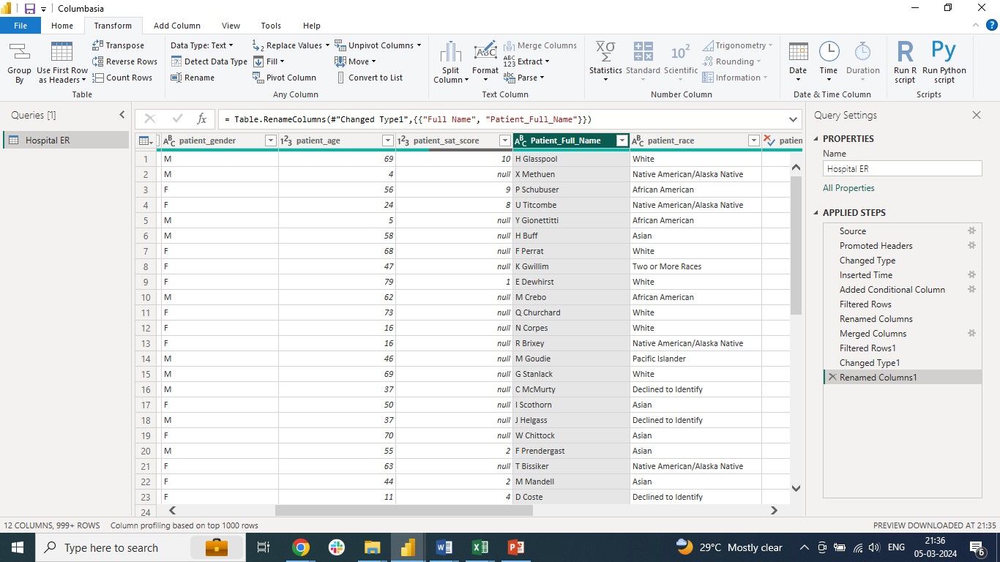 Columbasia
File Home Transform Add Column View Tools Help
Group By
Use First Row as Headers
Transpose
Reverse Rows
Count Rows
Table
Data Type: Text
Detect Data Type
Rename
Replace Values
Fill
Pivot Column
Unpivot Columns
Move
Convert to List
Any Column
Split Column
Format
ABC
Merge Columns
ABC 123 Extract
abc Parse
Text Column
XΣ σ
Statistics
Standard
10²
Scientific
Trigonometry
.00 Rounding
Information
Number Column
Date
Time
Duration
Date & Time Column
R
Run R script
Py
Run Python script
Scripts
Queries [1]
Hospital ER
fx = Table.RenameColumns(#"Changed Type1",{{"Full Name", "Patient_Full_Name"}})
ABC patient_gender 123 patient_age 123 patient_sat_score ABC Patient_Full_Name ABC patient_race patien
1 M 69 10 H Glasspool White
2 M 4 null X Methuen Native American/Alaska Native
3 F 56 9 P Schubuser African American
4 F 24 8 U Titcombe Native American/Alaska Native
5 M 5 null Y Gionettitti African American
6 M 58 null H Buff Asian
7 F 68 null F Perrat White
8 F 47 null K Gwillim Two or More Races
9 F 79 1 E Dewhirst White
10 M 62 null M Crebo African American
11 F 73 null Q Churchard White
12 F 16 null N Corpes White
13 F 16 null R Brixey Native American/Alaska Native
14 M 46 null M Goudie Pacific Islander
15 M 69 null G Stanlack White
16 M 37 null C McMurty Declined to Identify
17 F 50 null I Scothorn Asian
18 M 37 null J Helgass Declined to Identify
19 F 70 null W Chittock Asian
20 M 55 2 F Prendergast Asian
21 F 63 null T Bissiker Native American/Alaska Native
22 F 44 2 M Mandell Asian
23 F 11 4 D Coste Declined to Identify
24
Query Settings
PROPERTIES
Name
Hospital ER
All Properties
APPLIED STEPS
Source
Promoted Headers
Changed Type
Inserted Time
Added Conditional Column
Filtered Rows
Renamed Columns
Merged Columns
Filtered Rows1
Changed Type1
Renamed Columns1
12 COLUMNS, 999+ ROWS Column profiling based on top 1000 rows PREVIEW DOWNLOADED AT 21:35
Type here to search
29°C Mostly clear
ENG
21:36
05-03-2024
6